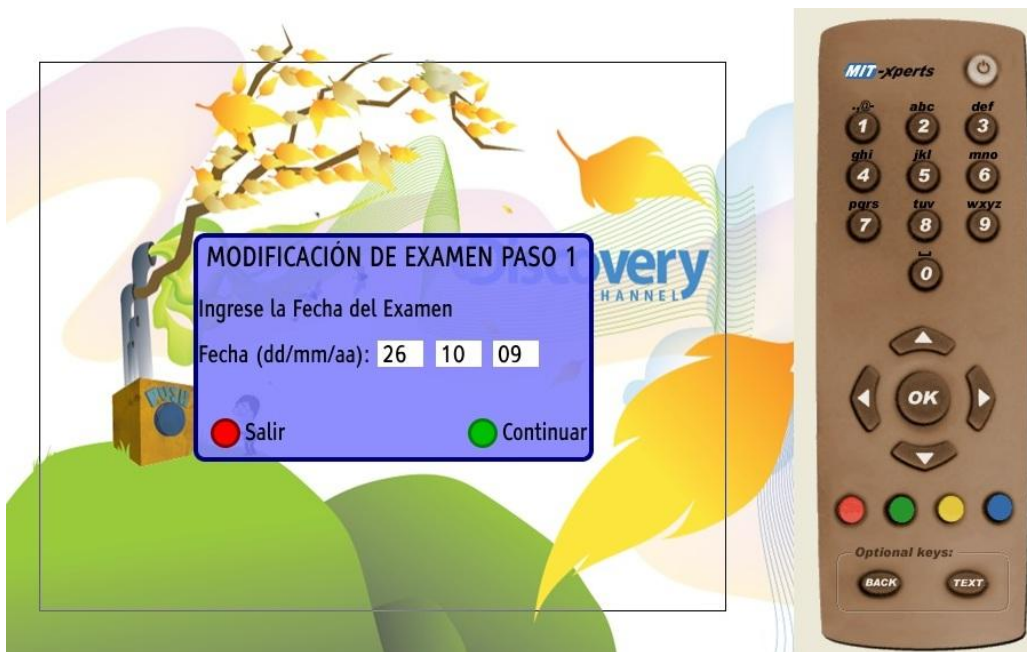 MODIFICACIÓN DE EXAMEN PASO 1
Ingrese la Fecha del Examen
Fecha (dd/mm/aa): 26 10 09
Salir Continuar
Discovery
CHANNEL
MIT-xperts
.,@- abc def
1 2 3
ghi jkl mno
4 5 6
pqrs tuv wxyz
7 8 9
0
OK
Optional keys:
BACK TEXT